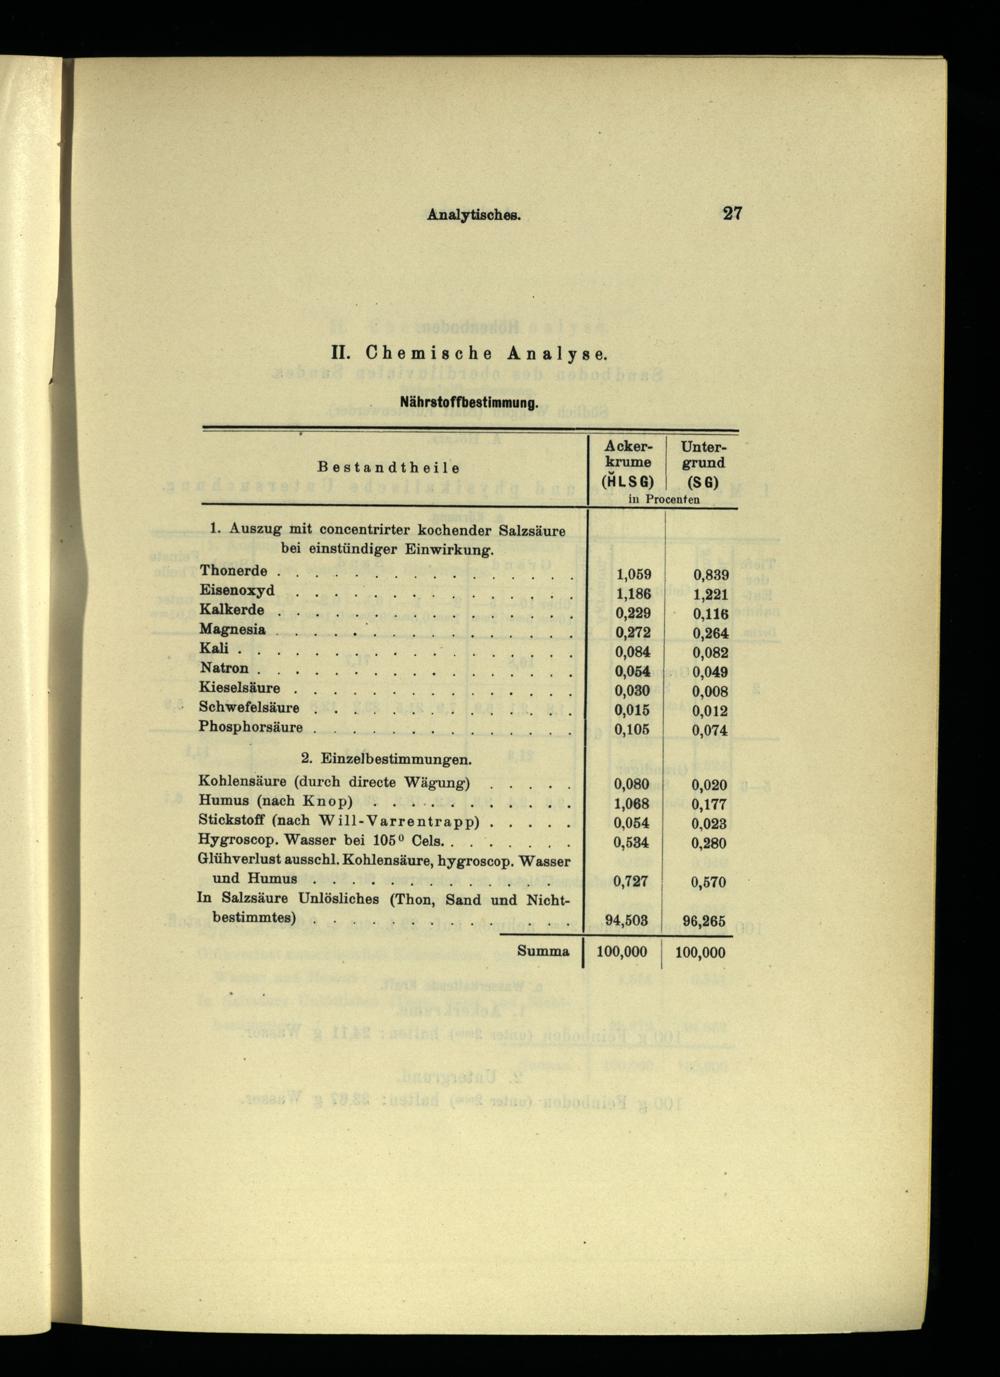 Analytisches. 27
II. Chemische Analyse.
Nährstoffbestimmung.
Bestandtheile
Acker-
krume
(H̆LSG)
Unter-
grund
(SG)
in Procenten
1. Auszug mit concentrirter kochender Salzsäure
bei einstündiger Einwirkung.
Thonerde . . . . . . . . . . . . . . 1,059 0,839
Eisenoxyd . . . . . . . . . . . . . 1,186 1,221
Kalkerde . . . . . . . . . . . . . . 0,229 0,116
Magnesia . . . . . . . . . . . . . . 0,272 0,264
Kali . . . . . . . . . . . . . . . . 0,084 0,082
Natron . . . . . . . . . . . . . . . 0,054 0,049
Kieselsäure . . . . . . . . . . . . . 0,030 0,008
Schwefelsäure . . . . . . . . . . . . 0,015 0,012
Phosphorsäure . . . . . . . . . . . . 0,105 0,074
2. Einzelbestimmungen.
Kohlensäure (durch directe Wägung) . . . . . 0,080 0,020
Humus (nach Knop) . . . . . . . . . . 1,068 0,177
Stickstoff (nach Will-Varrentrapp) . . . . . 0,054 0,023
Hygroscop. Wasser bei 105° Cels. . . . . . . 0,534 0,280
Glühverlust ausschl. Kohlensäure, hygroscop. Wasser
und Humus . . . . . . . . . . . . 0,727 0,570
In Salzsäure Unlösliches (Thon, Sand und Nicht-
bestimmtes) . . . . . . . . . . . . 94,503 96,265
Summa 100,000 100,000